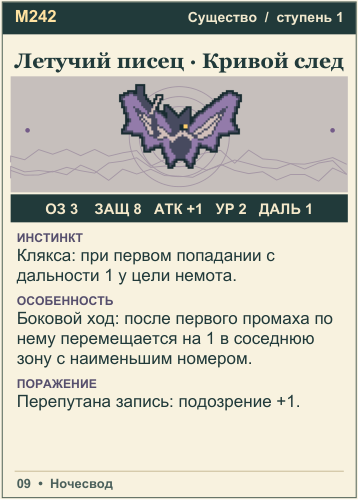 M242
Существо / ступень 1
Летучий писец · Кривой след
ОЗ 3 ЗАЩ 8 АТК +1 УР 2 ДАЛЬ 1
ИНСТИНКТ
Клякса: при первом попадании с
дальности 1 у цели немота.
ОСОБЕННОСТЬ
Боковой ход: после первого промаха по
нему перемещается на 1 в соседнюю
зону с наименьшим номером.
ПОРАЖЕНИЕ
Перепутана запись: подозрение +1.
09 • Ночесвод